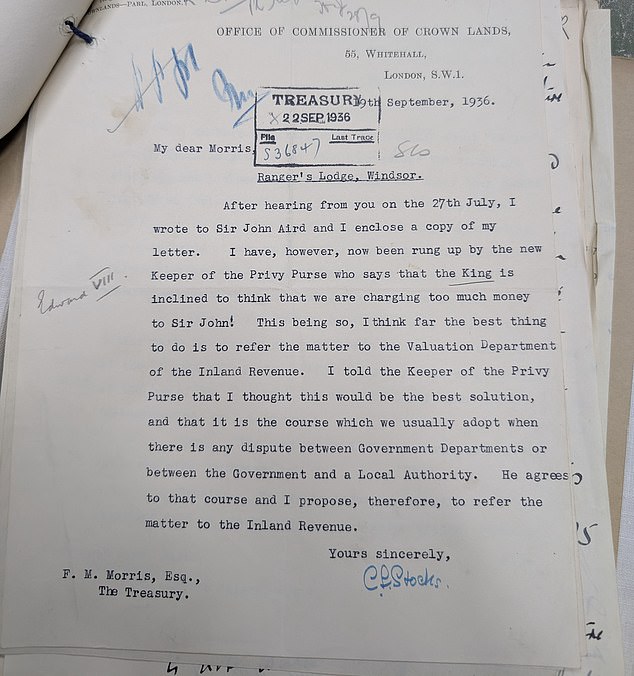 NLANDS—PARL, LONDON.
28/9
OFFICE OF COMMISSIONER OF CROWN LANDS,
55, WHITEHALL,
LONDON, S.W.1.
TREASURY
22 SEP 1936
File
Last Trace
S36847
19th September, 1936.
My dear Morris,
Ranger's Lodge, Windsor.
After hearing from you on the 27th July, I
wrote to Sir John Aird and I enclose a copy of my
letter. I have, however, now been rung up by the new
Keeper of the Privy Purse who says that the King is
Edward VIII.
inclined to think that we are charging too much money
to Sir John! This being so, I think far the best thing
to do is to refer the matter to the Valuation Department
of the Inland Revenue. I told the Keeper of the Privy
Purse that I thought this would be the best solution,
and that it is the course which we usually adopt when
there is any dispute between Government Departments or
between the Government and a Local Authority. He agrees
to that course and I propose, therefore, to refer the
matter to the Inland Revenue.
Yours sincerely,
C L Stocks.
F. M. Morris, Esq.,
The Treasury.